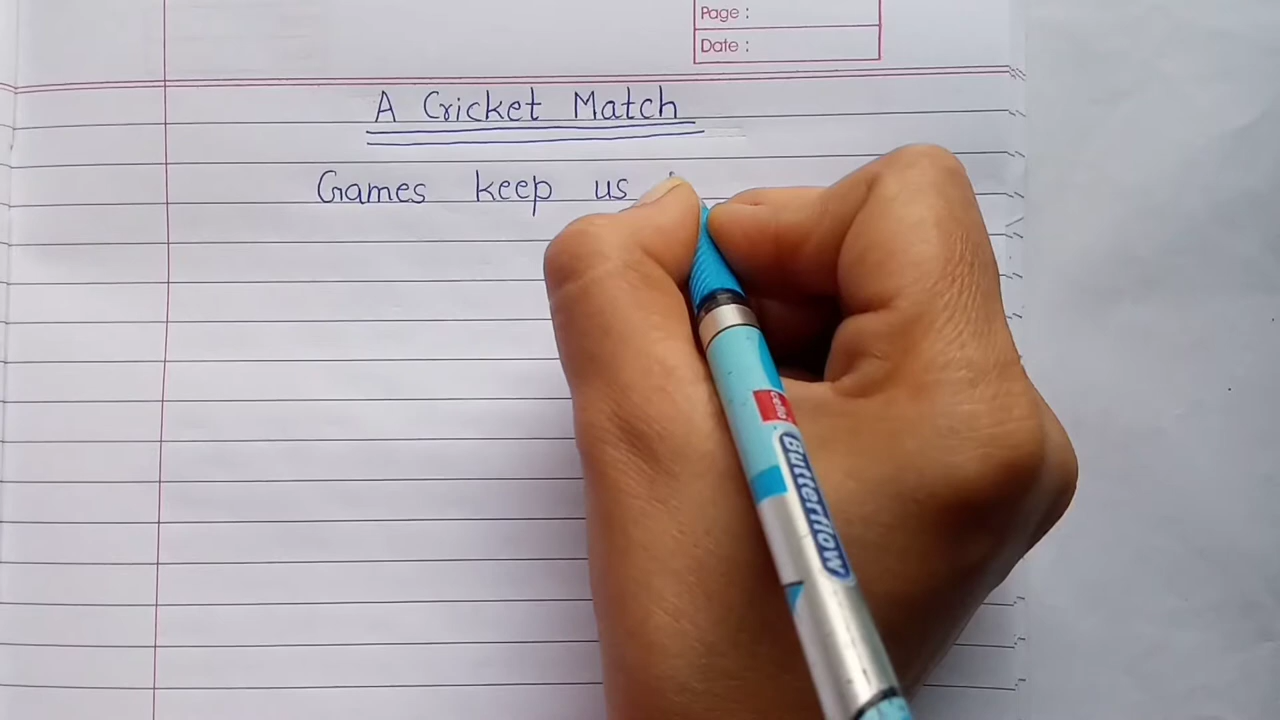 Page :
Date :
A Cricket Match
Games keep us
cello
Butterflow